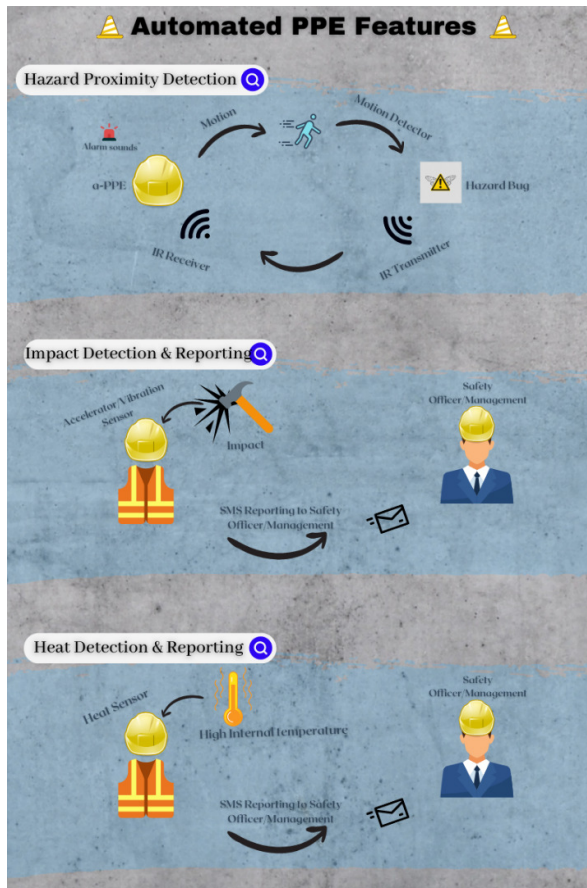 Automated PPE Features
Hazard Proximity Detection
Motion
Motion Detector
Alarm sounds
a-PPE
Hazard Bug
IR Receiver
IR Transmitter
Impact Detection & Reporting
Accelerator/Vibration
Sensor
Impact
Safety
Officer/Management
SMS Reporting to Safety
Officer/Management
Heat Detection & Reporting
Heat Sensor
High Internal temperature
Safety
Officer/Management
SMS Reporting to Safety
Officer/Management